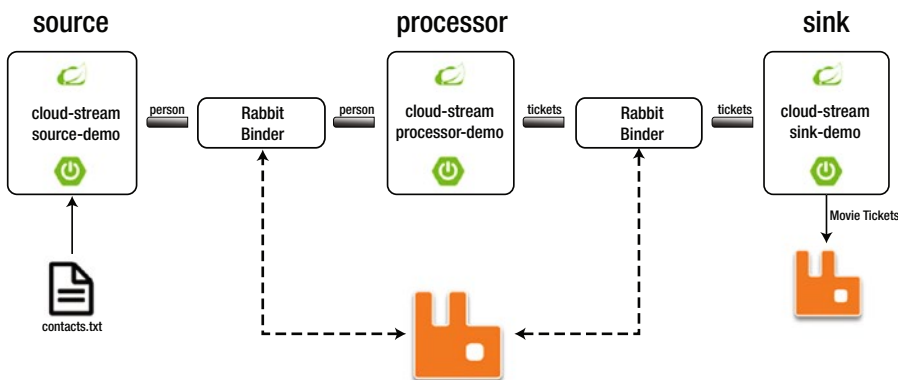 source
processor
sink
cloud-stream
source-demo
person
Rabbit
Binder
person
cloud-stream
processor-demo
tickets
Rabbit
Binder
tickets
cloud-stream
sink-demo
Movie Tickets
contacts.txt